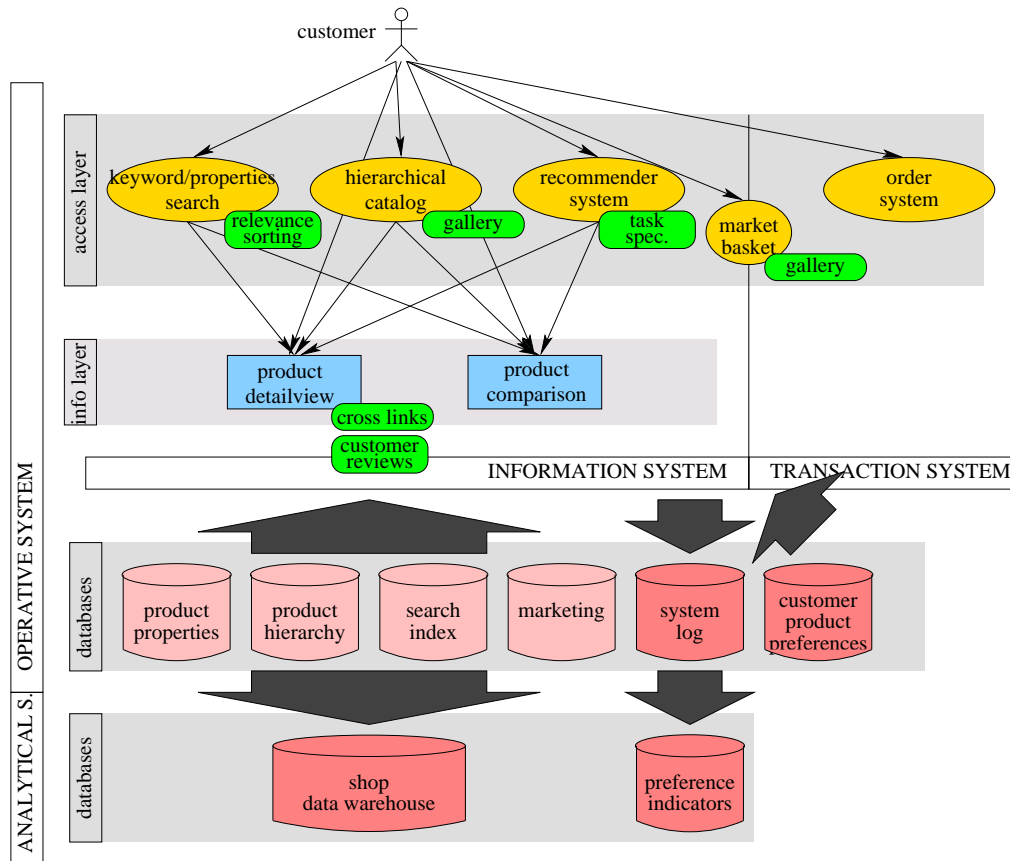 customer
access layer
keyword/properties
search
relevance
sorting
hierarchical
catalog
gallery
recommender
system
task
spec.
market
basket
gallery
order
system
info layer
product
detailview
cross links
customer
reviews
product
comparison
INFORMATION SYSTEM
TRANSACTION SYSTEM
OPERATIVE SYSTEM
databases
product
properties
product
hierarchy
search
index
marketing
system
log
customer
product
preferences
ANALYTICAL S.
databases
shop
data warehouse
preference
indicators